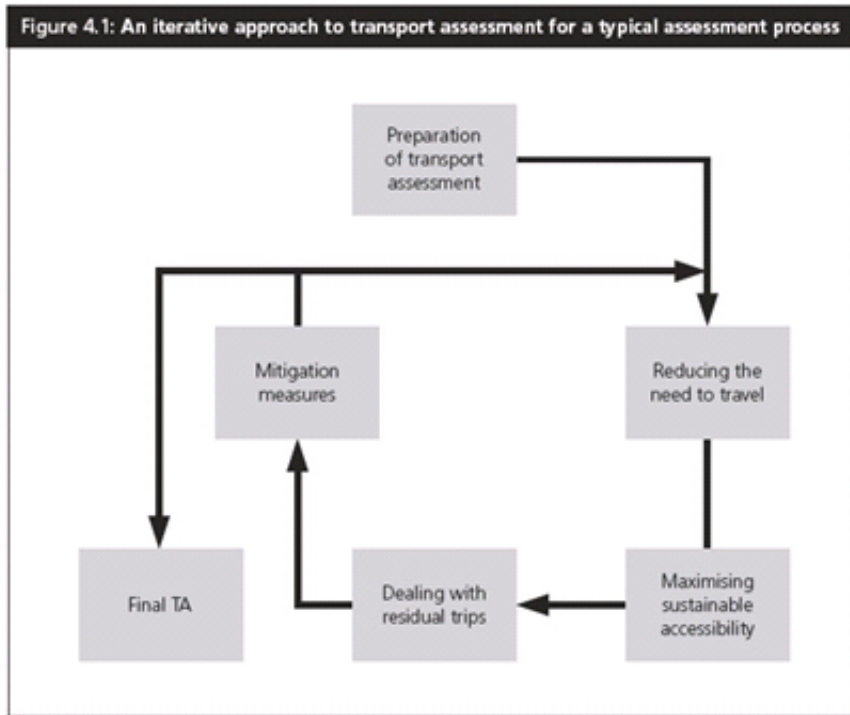 Figure 4.1: An iterative approach to transport assessment for a typical assessment process
Preparation
of transport
assessment
Mitigation
measures
Reducing the
need to travel
Final TA
Dealing with
residual trips
Maximising
sustainable
accessibility